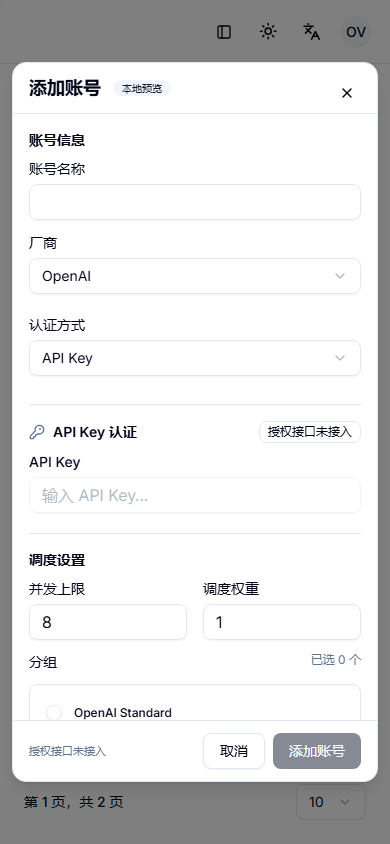 OV
添加账号 本地预览
账号信息
账号名称
厂商
OpenAI
认证方式
API Key
API Key 认证 授权接口未接入
API Key
输入 API Key...
调度设置
并发上限 调度权重
8 1
分组 已选 0 个
OpenAI Standard
授权接口未接入 取消 添加账号
第 1 页，共 2 页 10